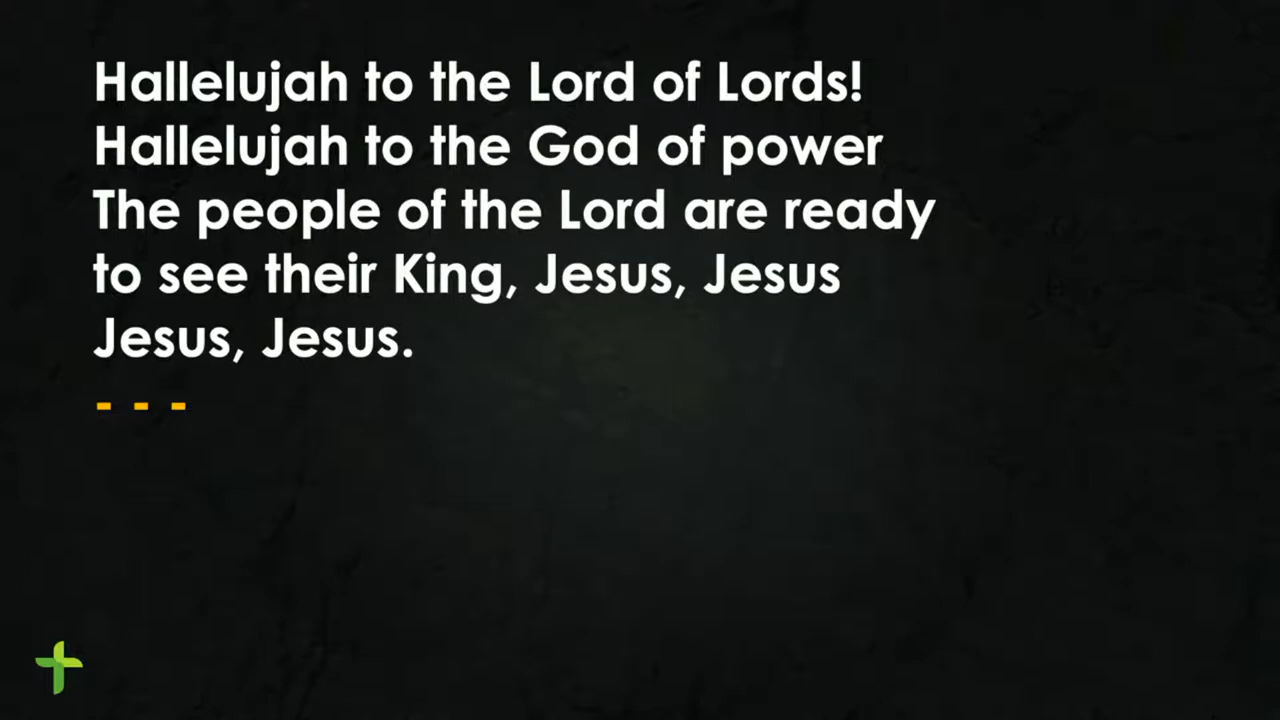 Hallelujah to the Lord of Lords!
Hallelujah to the God of power
The people of the Lord are ready
to see their King, Jesus, Jesus
Jesus, Jesus.
- - -